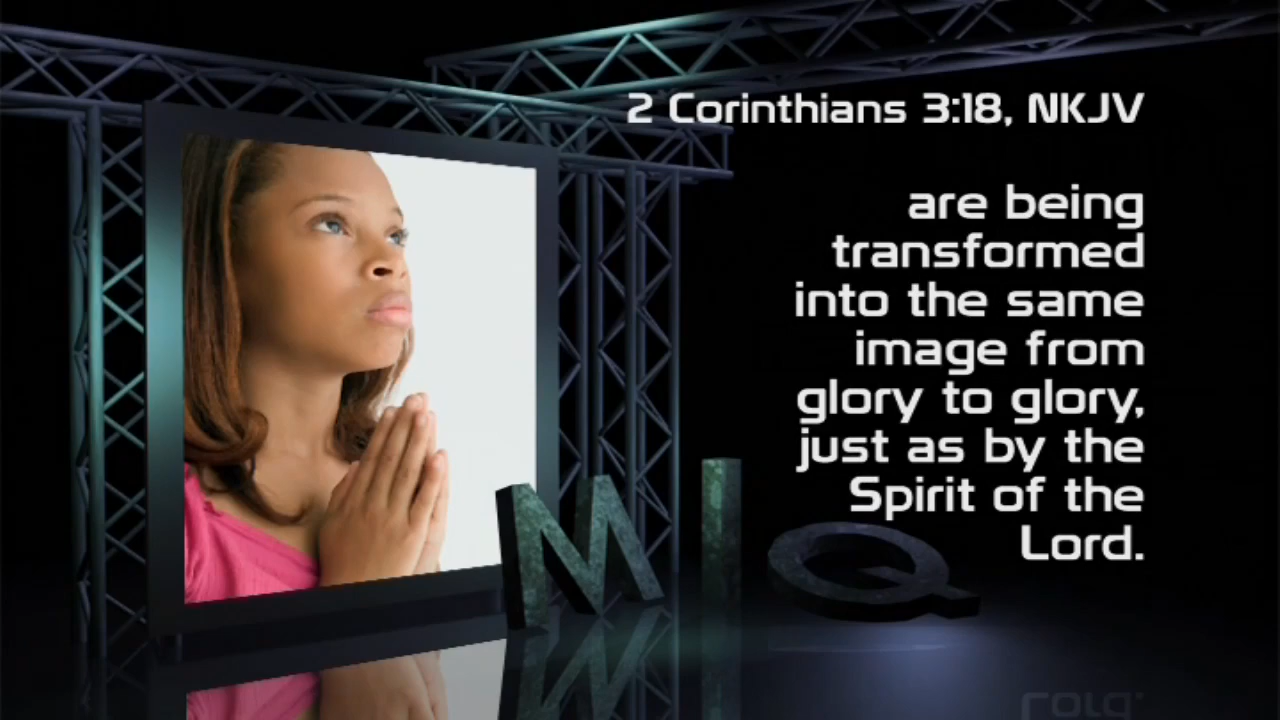 2 Corinthians 3:18, NKJV
are being
transformed
into the same
image from
glory to glory,
just as by the
Spirit of the
Lord.
M I Q